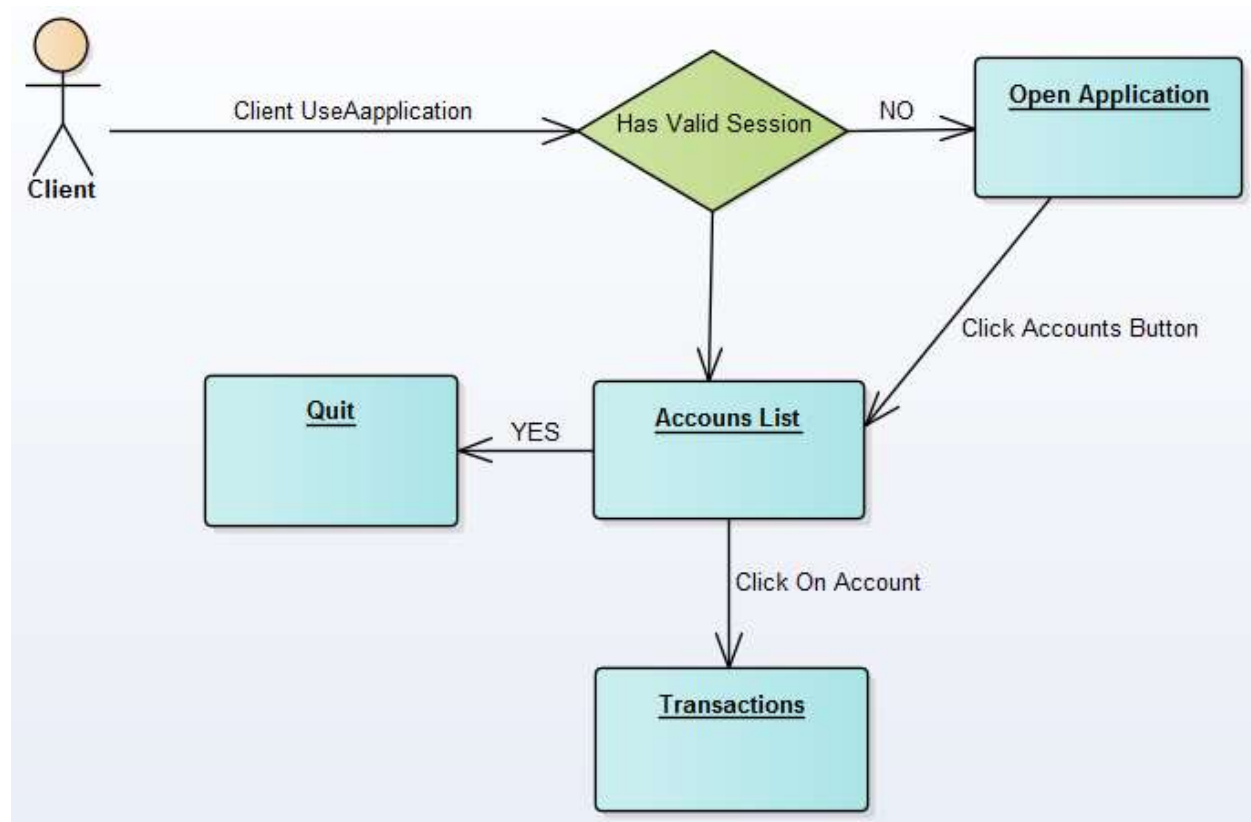 Client UseAapplication
Has Valid Session
NO
Open Application
Client
Click Accounts Button
Quit
YES
Accouns List
Click On Account
Transactions